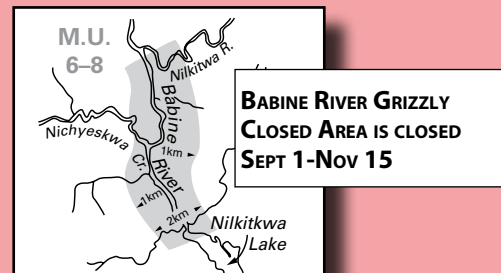 M.U.
6–8
Nilkitwa R.
Babine
River
Nichyeskwa
Cr.
1km
1km
2km
Nilkitkwa
Lake
BABINE RIVER GRIZZLY
CLOSED AREA IS CLOSED
SEPT 1-NOV 15